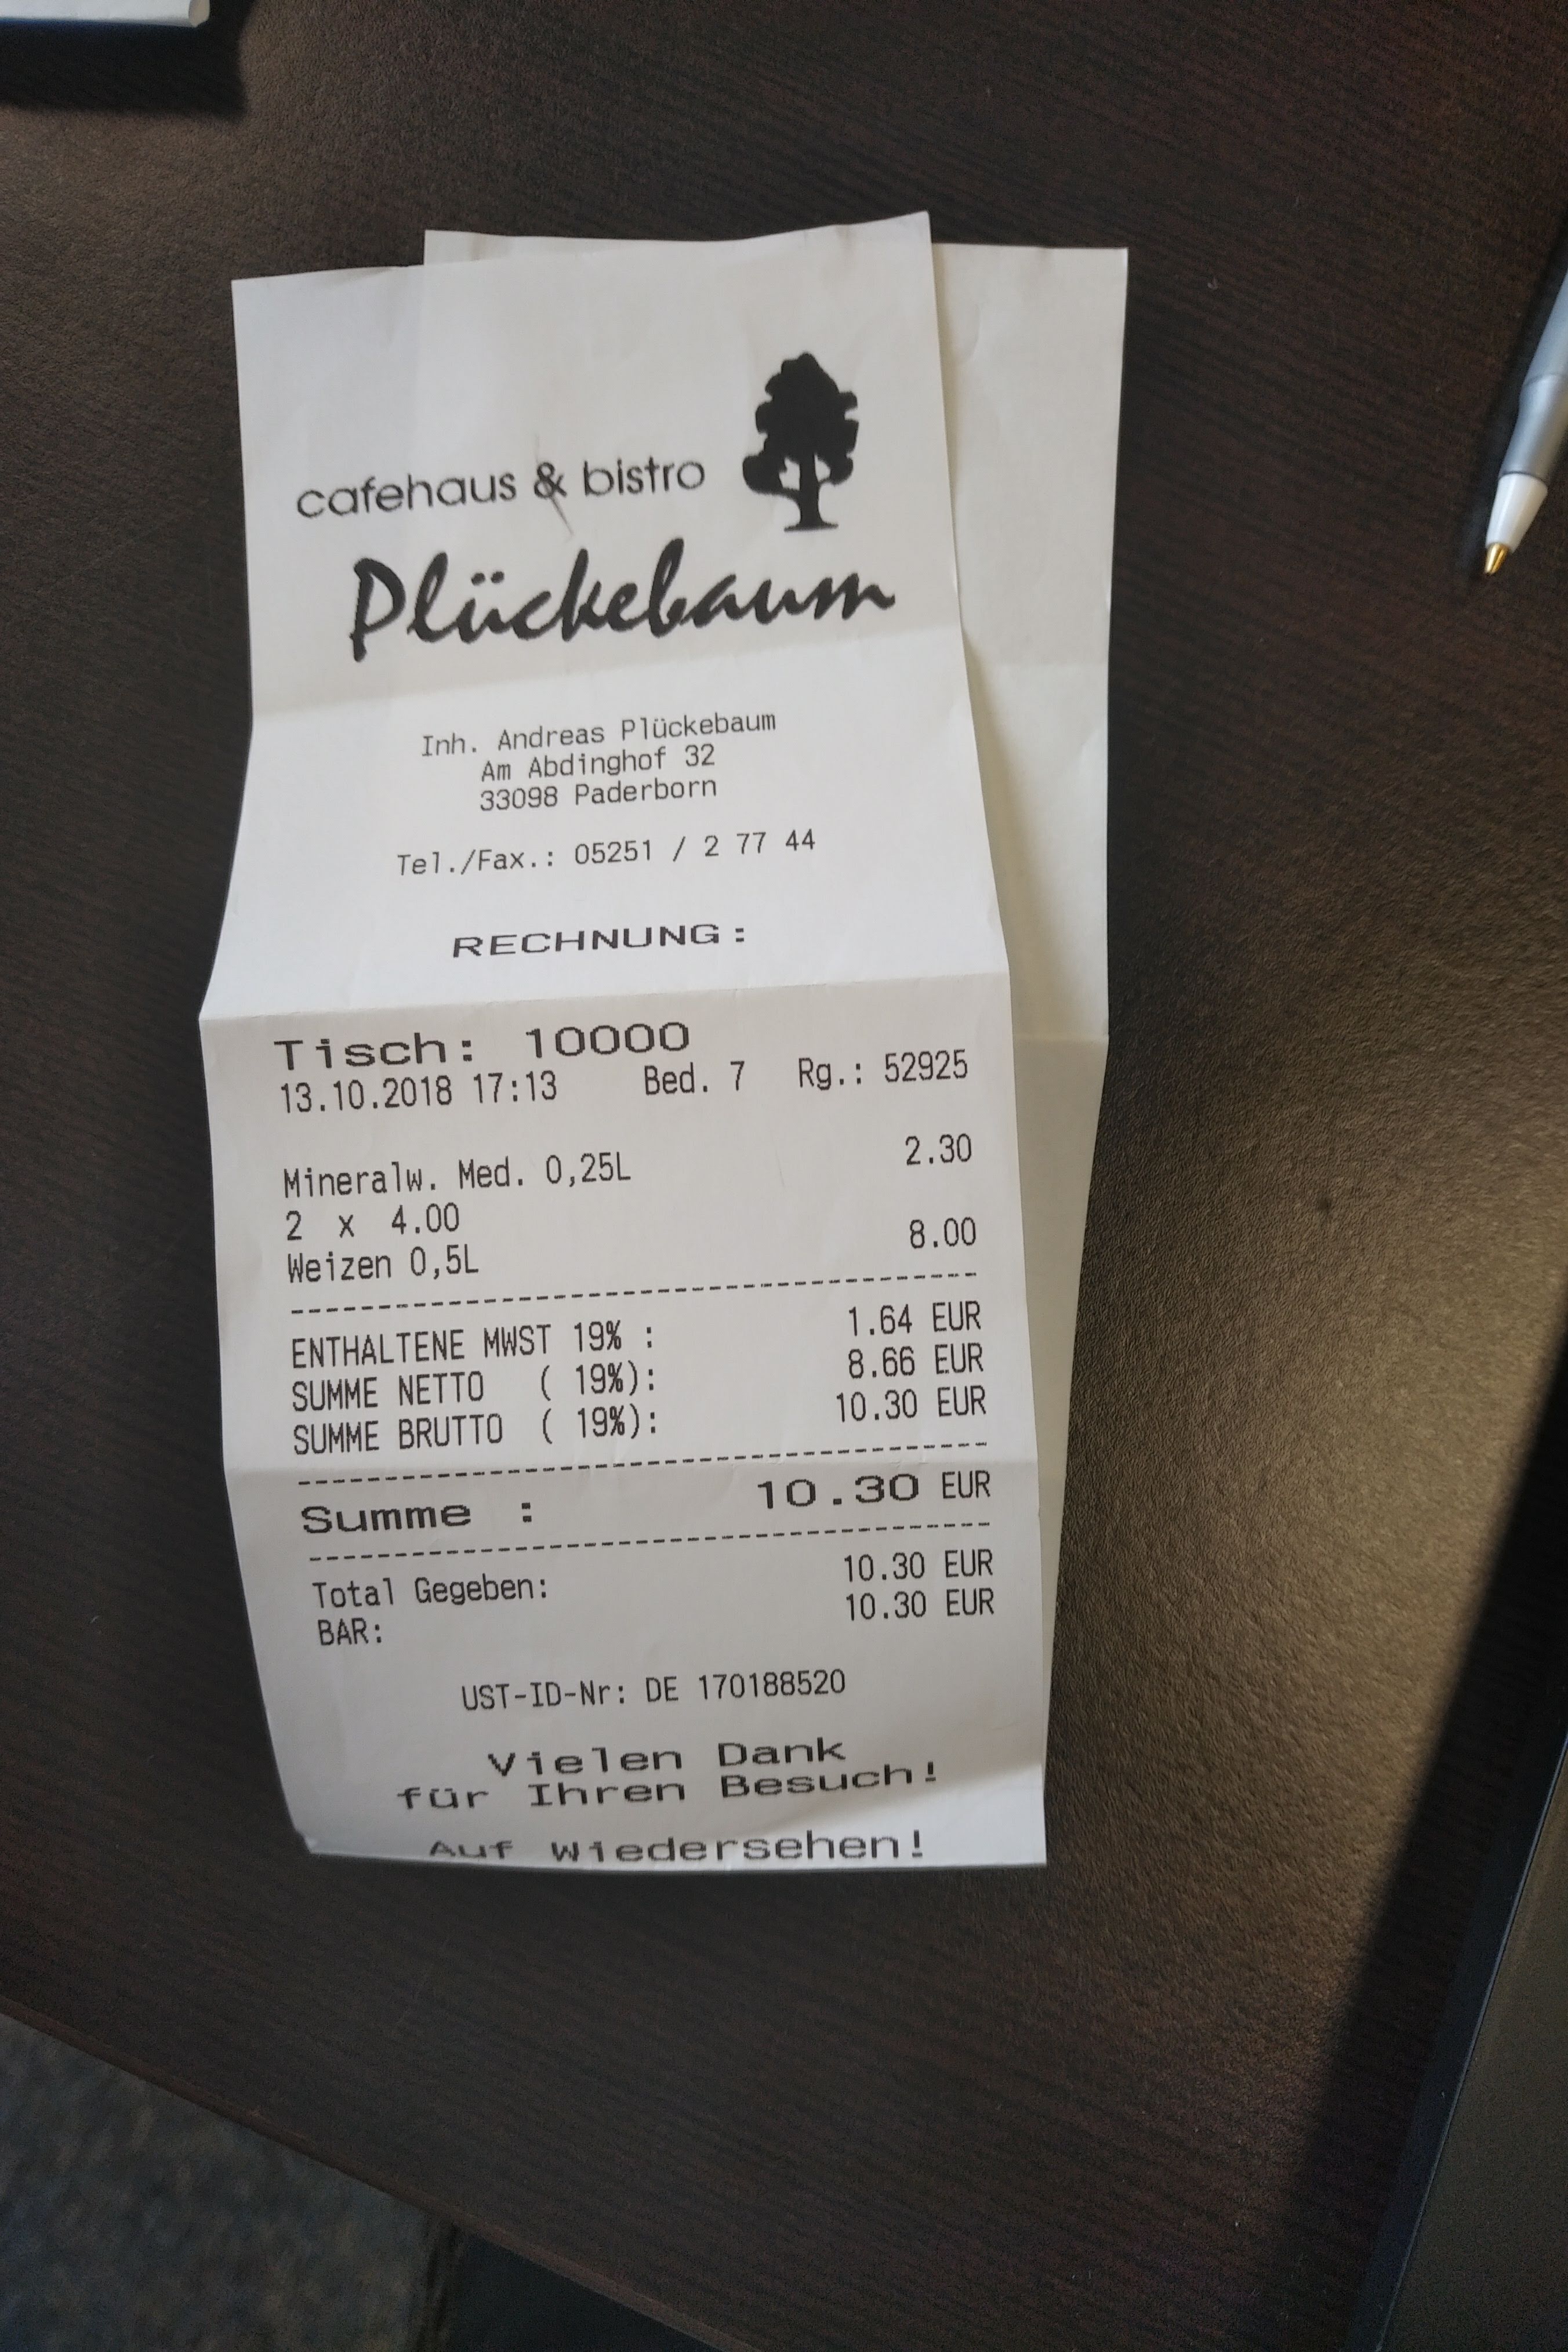 cafehaus & bistro
Plückebaum
Inh. Andreas Plückebaum
Am Abdinghof 32
33098 Paderborn
Tel./Fax.: 05251 / 2 77 44
RECHNUNG:
Tisch: 10000
13.10.2018 17:13 Bed. 7 Rg.: 52925
Mineralw. Med. 0,25L 2.30
2 x 4.00
Weizen 0,5L 8.00
ENTHALTENE MWST 19% : 1.64 EUR
SUMME NETTO ( 19%): 8.66 EUR
SUMME BRUTTO ( 19%): 10.30 EUR
Summe : 10.30 EUR
Total Gegeben: 10.30 EUR
BAR: 10.30 EUR
UST-ID-Nr: DE 170188520
Vielen Dank
für Ihren Besuch!
Auf Wiedersehen!